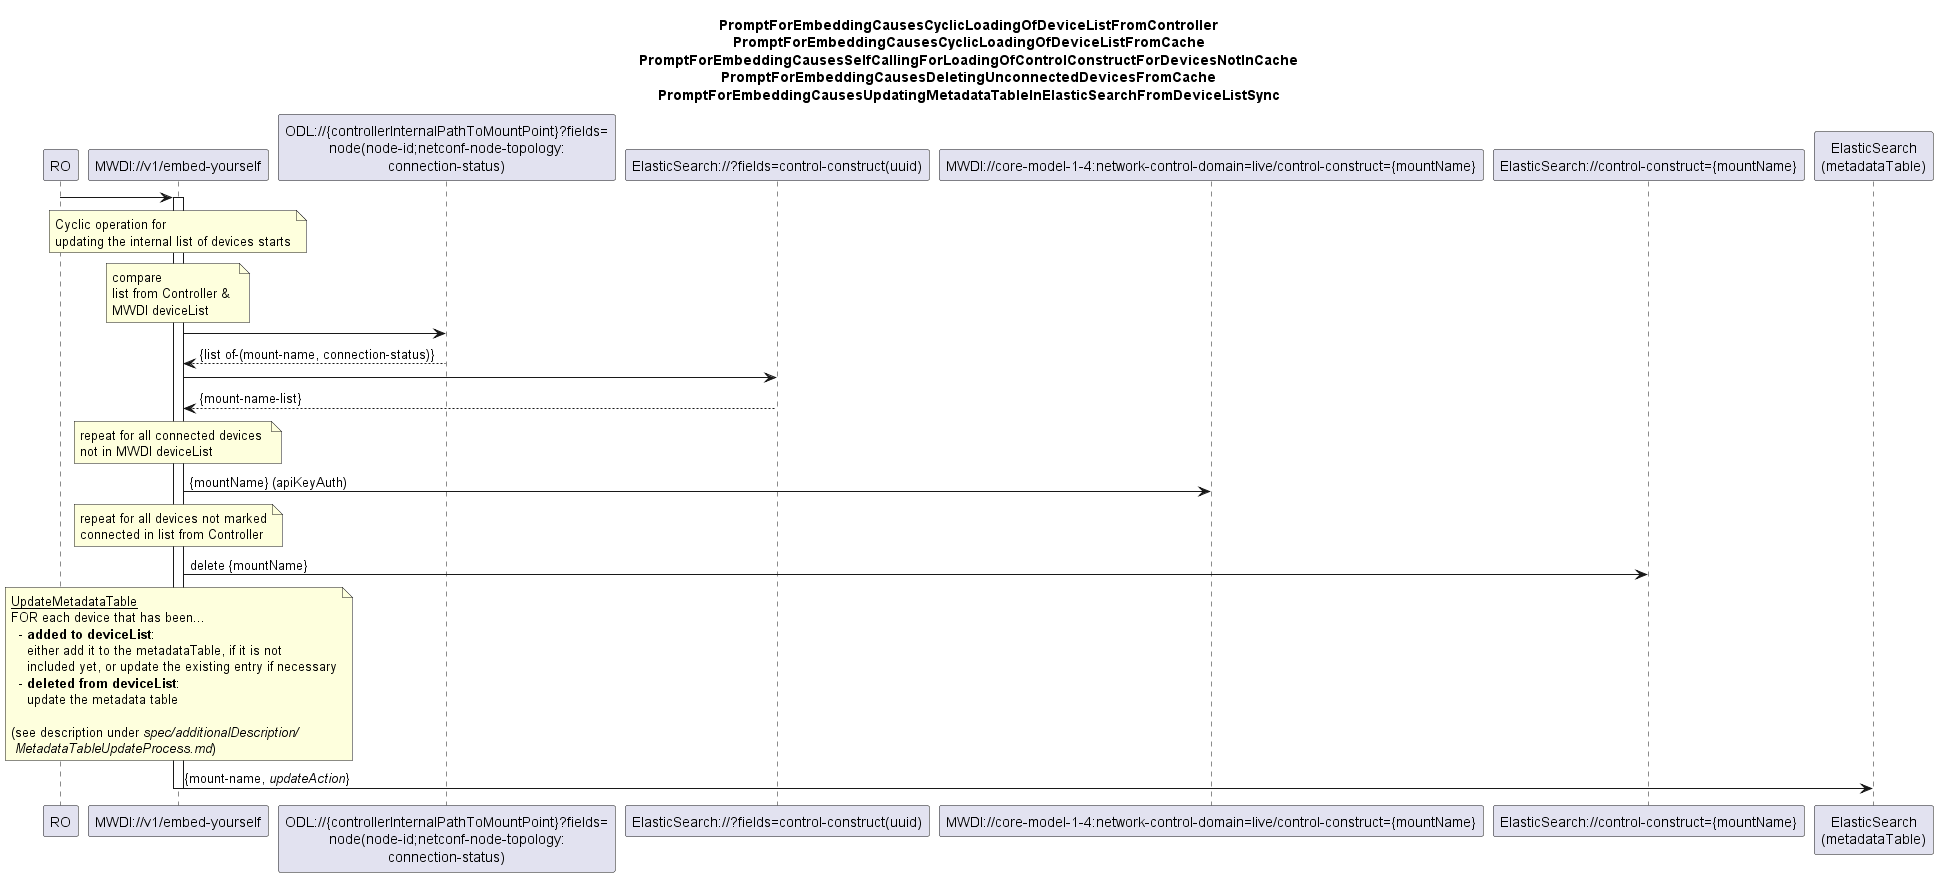 PromptForEmbeddingCausesCyclicLoadingOfDeviceListFromController
PromptForEmbeddingCausesCyclicLoadingOfDeviceListFromCache
PromptForEmbeddingCausesSelfCallingForLoadingOfControlConstructForDevicesNotInCache
PromptForEmbeddingCausesDeletingUnconnectedDevicesFromCache
PromptForEmbeddingCausesUpdatingMetadataTableInElasticSearchFromDeviceListSync
RO
MWDI://v1/embed-yourself
ODL://{controllerInternalPathToMountPoint}?fields=
node(node-id;netconf-node-topology:
connection-status)
ElasticSearch://?fields=control-construct(uuid)
MWDI://core-model-1-4:network-control-domain=live/control-construct={mountName}
ElasticSearch://control-construct={mountName}
ElasticSearch
(metadataTable)
Cyclic operation for
updating the internal list of devices starts
compare
list from Controller &
MWDI deviceList
{list of-(mount-name, connection-status)}
{mount-name-list}
repeat for all connected devices
not in MWDI deviceList
{mountName} (apiKeyAuth)
repeat for all devices not marked
connected in list from Controller
delete {mountName}
UpdateMetadataTable
FOR each device that has been...
- added to deviceList:
either add it to the metadataTable, if it is not
included yet, or update the existing entry if necessary
- deleted from deviceList:
update the metadata table
(see description under spec/additionalDescription/
MetadataTableUpdateProcess.md)
{mount-name, updateAction}
RO
MWDI://v1/embed-yourself
ODL://{controllerInternalPathToMountPoint}?fields=
node(node-id;netconf-node-topology:
connection-status)
ElasticSearch://?fields=control-construct(uuid)
MWDI://core-model-1-4:network-control-domain=live/control-construct={mountName}
ElasticSearch://control-construct={mountName}
ElasticSearch
(metadataTable)